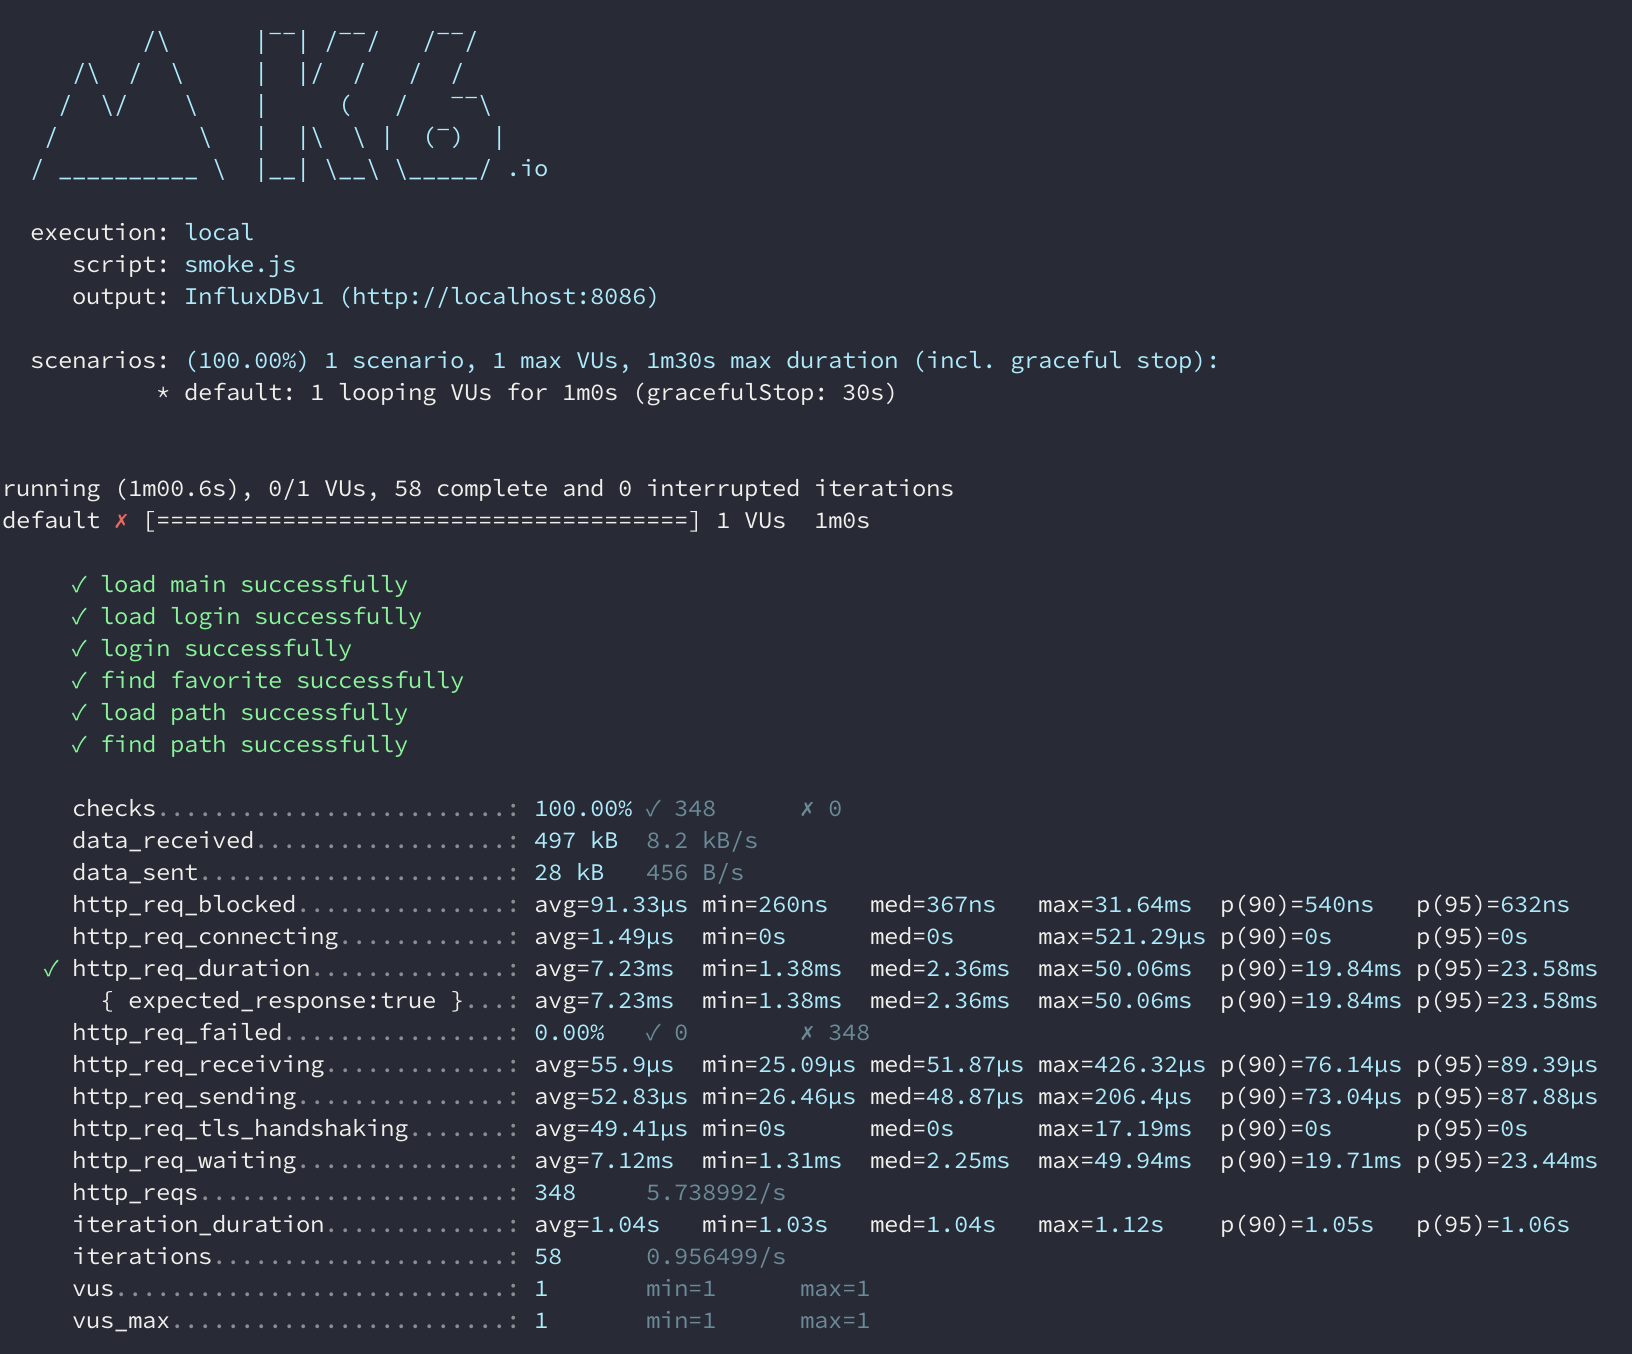 /\      |‾‾| /‾‾/   /‾‾/
     /\  /  \     |  |/  /   /  /
    /  \/    \    |     (   /   ‾‾\
   /          \   |  |\  \ |  (‾)  |
  / __________ \  |__| \__\ \_____/ .io

  execution: local
     script: smoke.js
     output: InfluxDBv1 (http://localhost:8086)

  scenarios: (100.00%) 1 scenario, 1 max VUs, 1m30s max duration (incl. graceful stop):
           * default: 1 looping VUs for 1m0s (gracefulStop: 30s)

running (1m00.6s), 0/1 VUs, 58 complete and 0 interrupted iterations
default ✗ [======================================] 1 VUs  1m0s

     ✓ load main successfully
     ✓ load login successfully
     ✓ login successfully
     ✓ find favorite successfully
     ✓ load path successfully
     ✓ find path successfully

     checks.........................: 100.00% ✓ 348      ✗ 0
     data_received..................: 497 kB  8.2 kB/s
     data_sent......................: 28 kB   456 B/s
     http_req_blocked...............: avg=91.33µs min=260ns   med=367ns   max=31.64ms  p(90)=540ns   p(95)=632ns
     http_req_connecting............: avg=1.49µs  min=0s      med=0s      max=521.29µs p(90)=0s      p(95)=0s
   ✓ http_req_duration..............: avg=7.23ms  min=1.38ms  med=2.36ms  max=50.06ms  p(90)=19.84ms p(95)=23.58ms
       { expected_response:true }...: avg=7.23ms  min=1.38ms  med=2.36ms  max=50.06ms  p(90)=19.84ms p(95)=23.58ms
     http_req_failed................: 0.00%   ✓ 0        ✗ 348
     http_req_receiving.............: avg=55.9µs  min=25.09µs med=51.87µs max=426.32µs p(90)=76.14µs p(95)=89.39µs
     http_req_sending...............: avg=52.83µs min=26.46µs med=48.87µs max=206.4µs  p(90)=73.04µs p(95)=87.88µs
     http_req_tls_handshaking.......: avg=49.41µs min=0s      med=0s      max=17.19ms  p(90)=0s      p(95)=0s
     http_req_waiting...............: avg=7.12ms  min=1.31ms  med=2.25ms  max=49.94ms  p(90)=19.71ms p(95)=23.44ms
     http_reqs......................: 348     5.738992/s
     iteration_duration.............: avg=1.04s   min=1.03s   med=1.04s   max=1.12s    p(90)=1.05s   p(95)=1.06s
     iterations.....................: 58      0.956499/s
     vus............................: 1       min=1      max=1
     vus_max........................: 1       min=1      max=1